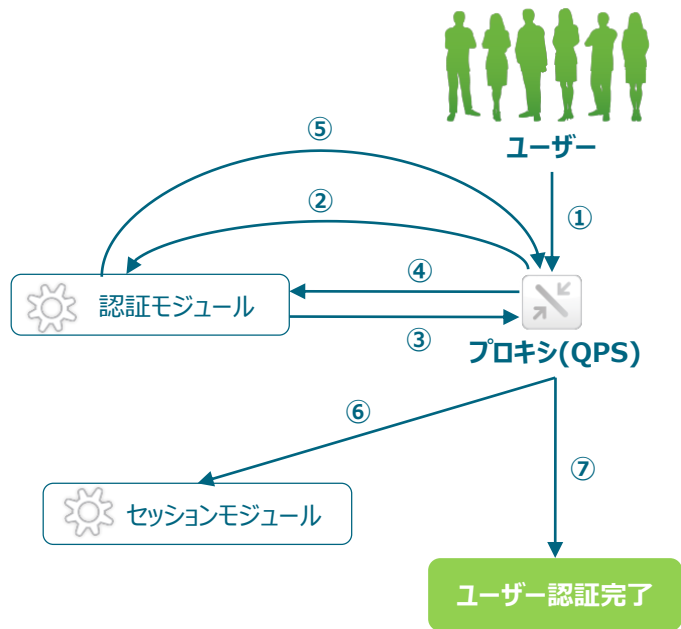 ユーザー
⑤
①
②
④
認証モジュール
③
プロキシ(QPS)
⑥
⑦
セッションモジュール
ユーザー認証完了